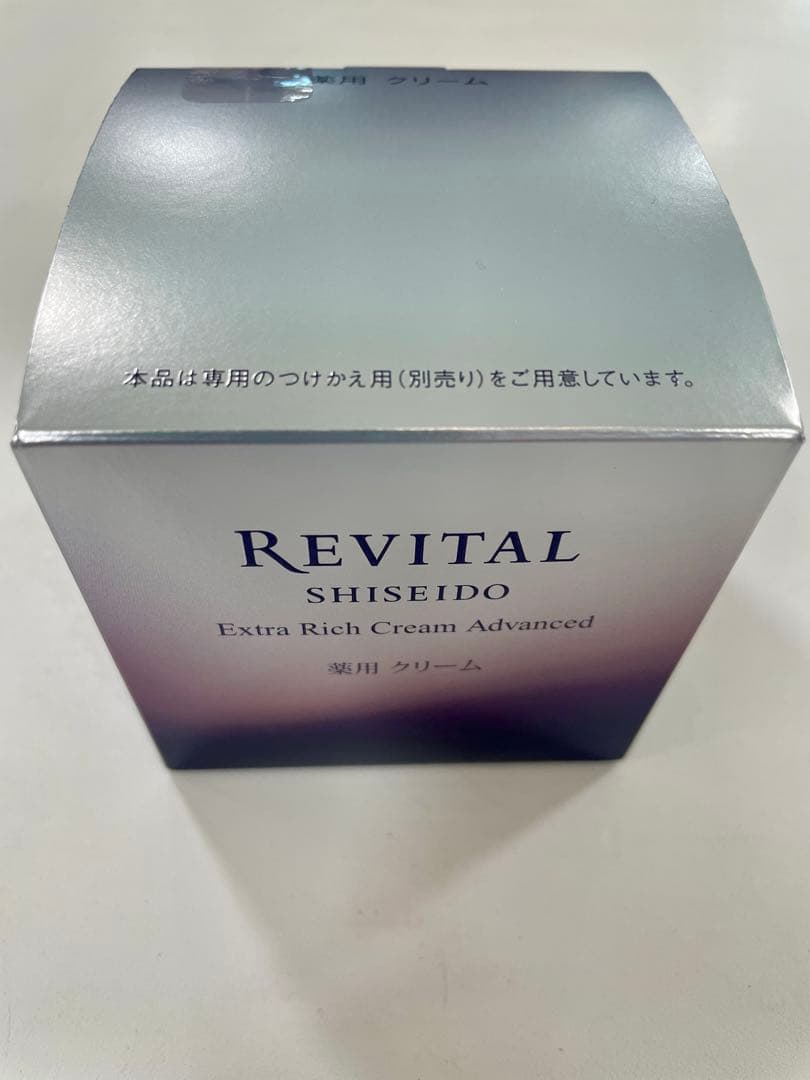 薬用 クリーム
本品は専用のつけかえ用(別売り)をご用意しています。
REVITAL
SHISEIDO
Extra Rich Cream Advanced
薬用 クリーム